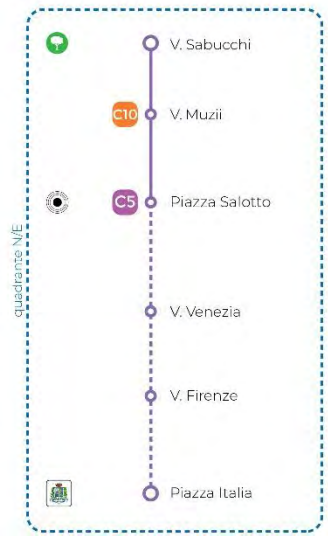 quadrante N/E
V. Sabucchi
C10 V. Muzii
C5 Piazza Salotto
V. Venezia
V. Firenze
Piazza Italia